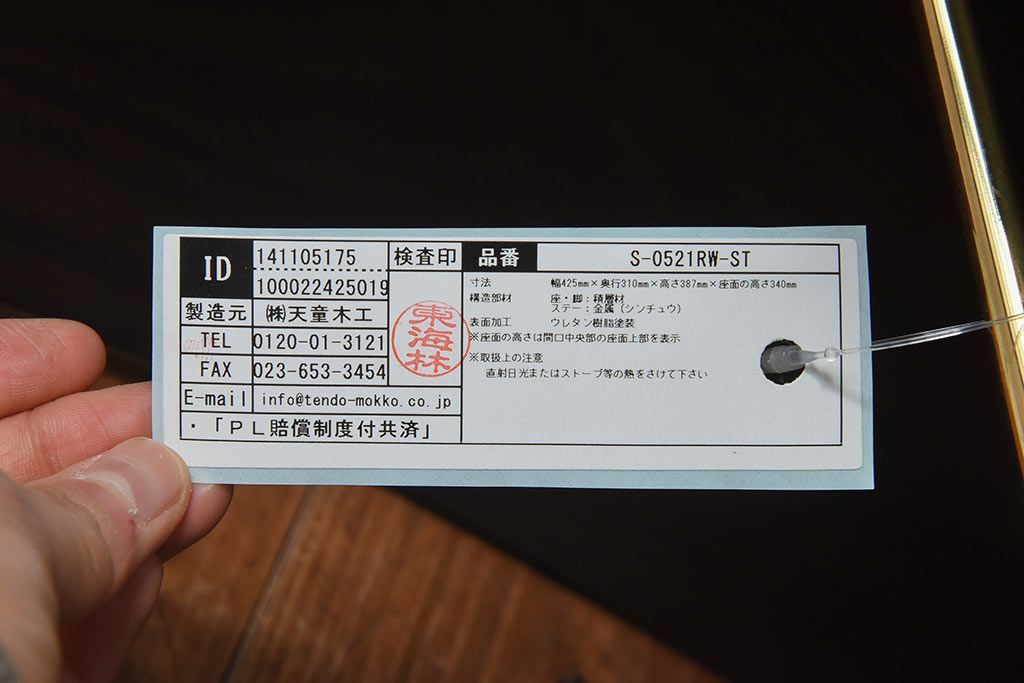 ID
141105175
100022425019
検査印
製造元
㈱天童木工
東海林
TEL
0120-01-3121
FAX
023-653-3454
E-mail
info@tendo-mokko.co.jp
・「ＰＬ賠償制度付共済」
品番
S-0521RW-ST
寸法 幅425mm×奥行310mm×高さ387mm×座面の高さ340mm
構造部材 座・脚：積層材
ステー：金属（シンチュウ）
表面加工 ウレタン樹脂塗装
※座面の高さは間口中央部の座面上部を表示
※取扱上の注意
直射日光またはストーブ等の熱をさけて下さい